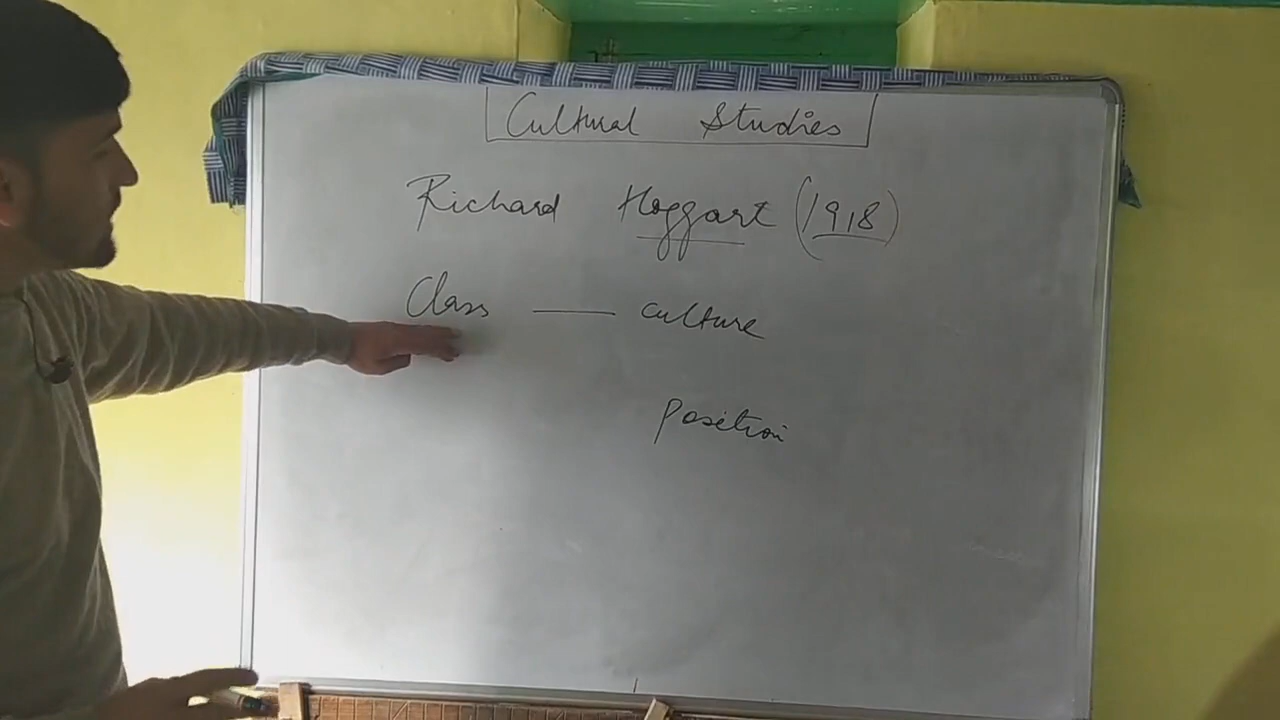 Cultural Studies
Richard Hoggart (1918)
Class — culture
Position